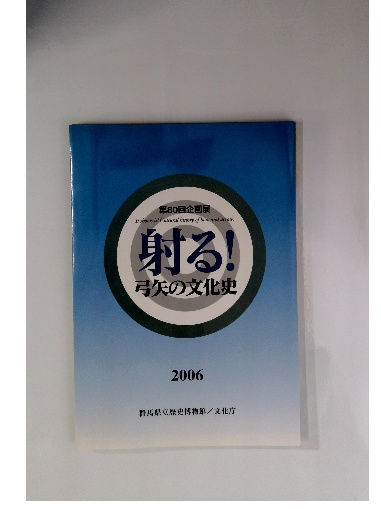 第80回企画展
射る!
弓矢の文化史
2006
群馬県立歴史博物館／文化庁